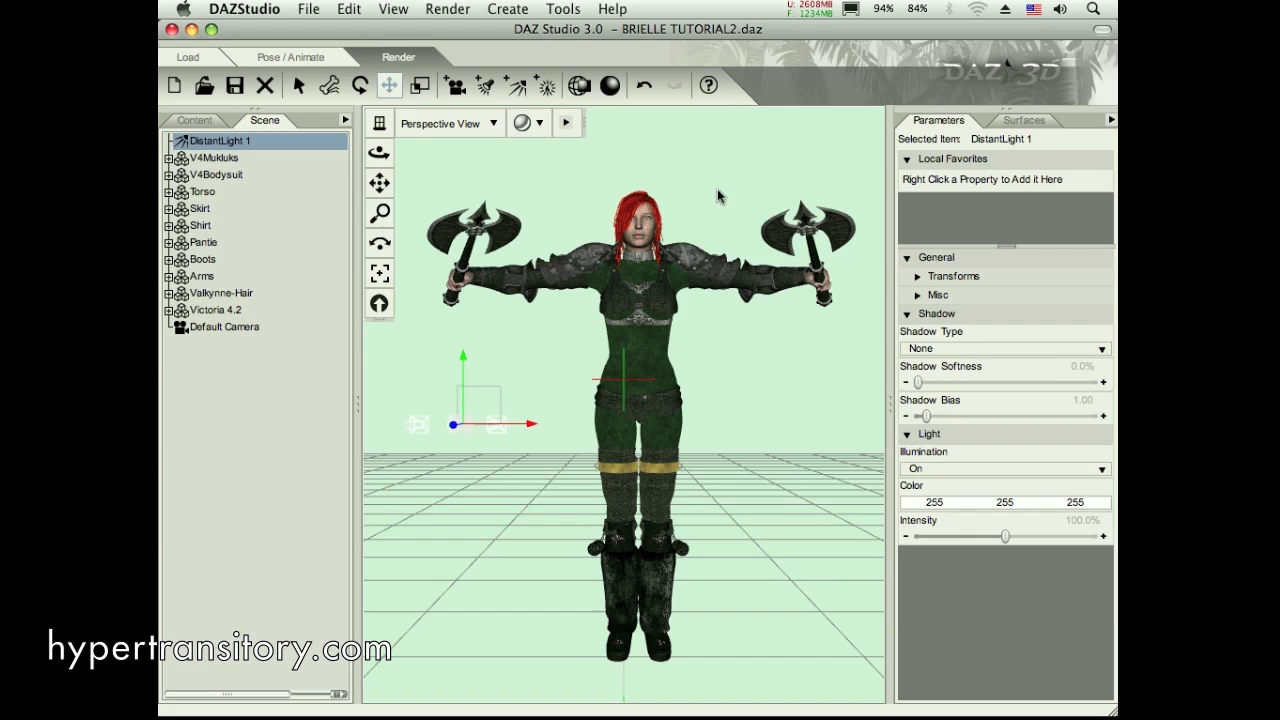 DAZStudio File Edit View Render Create Tools Help U: 2608MB F: 1234MB 94% 84%
DAZ Studio 3.0 - BRIELLE TUTORIAL2.daz
Load Pose / Animate Render
DAZ 3D
Content Scene
DistantLight 1
V4Mukluks
V4Bodysuit
Torso
Skirt
Shirt
Pantie
Boots
Arms
Valkynne-Hair
Victoria 4.2
Default Camera
Perspective View
Parameters Surfaces
Selected Item: DistantLight 1
Local Favorites
Right Click a Property to Add it Here
General
Transforms
Misc
Shadow
Shadow Type
None
Shadow Softness 0.0%
- +
Shadow Bias 1.00
- +
Light
Illumination
On
Color
255 255 255
Intensity 100.0%
- +
hypertransitory.com